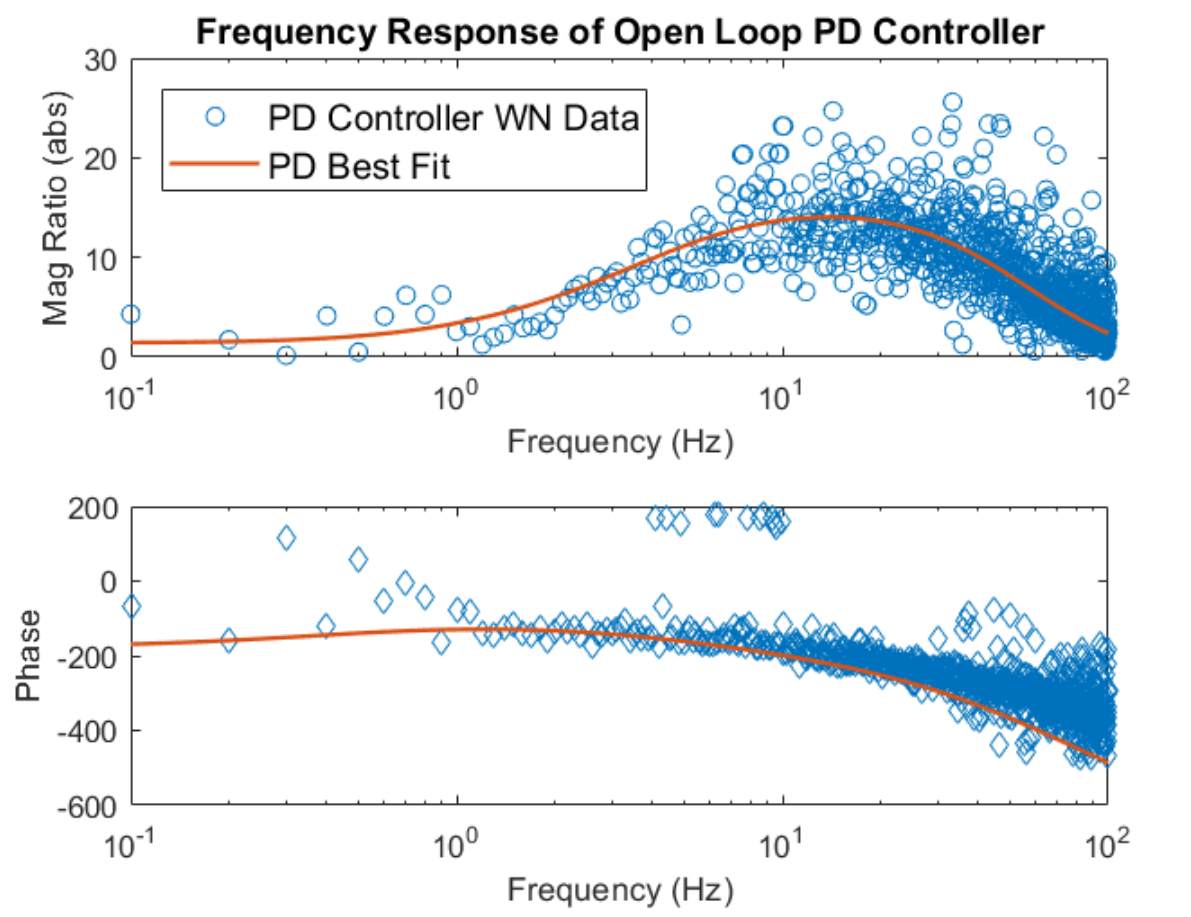 Frequency Response of Open Loop PD Controller
30
20
10
0
Mag Ratio (abs)
PD Controller WN Data
PD Best Fit
10^-1 10^0 10^1 10^2
Frequency (Hz)
200
0
-200
-400
-600
Phase
10^-1 10^0 10^1 10^2
Frequency (Hz)